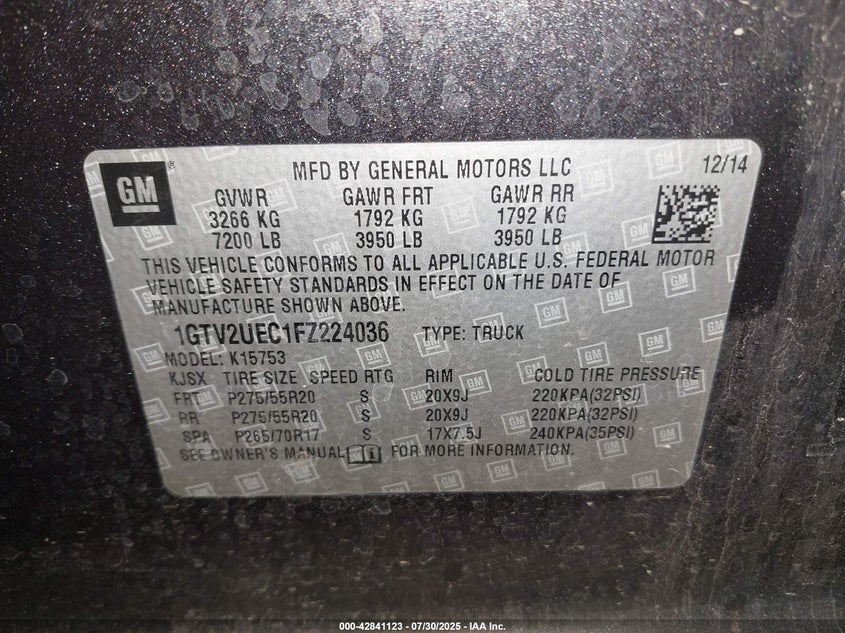 GM ® MFD BY GENERAL MOTORS LLC 12/14
GVWR GAWR FRT GAWR RR
3266 KG 1792 KG 1792 KG
7200 LB 3950 LB 3950 LB
THIS VEHICLE CONFORMS TO ALL APPLICABLE U.S. FEDERAL MOTOR
VEHICLE SAFETY STANDARDS IN EFFECT ON THE DATE OF
MANUFACTURE SHOWN ABOVE.
1GTV2UEC1FZ224036 TYPE: TRUCK
MODEL: K15753
KJSX TIRE SIZE SPEED RTG RIM COLD TIRE PRESSURE
FRT P275/55R20 S 20X9J 220KPA(32PSI)
RR P275/55R20 S 20X9J 220KPA(32PSI)
SPA P265/70R17 S 17X7.5J 240KPA(35PSI)
SEE OWNER'S MANUAL FOR MORE INFORMATION.
000-42841123 — 07/30/2025 - IAA Inc.